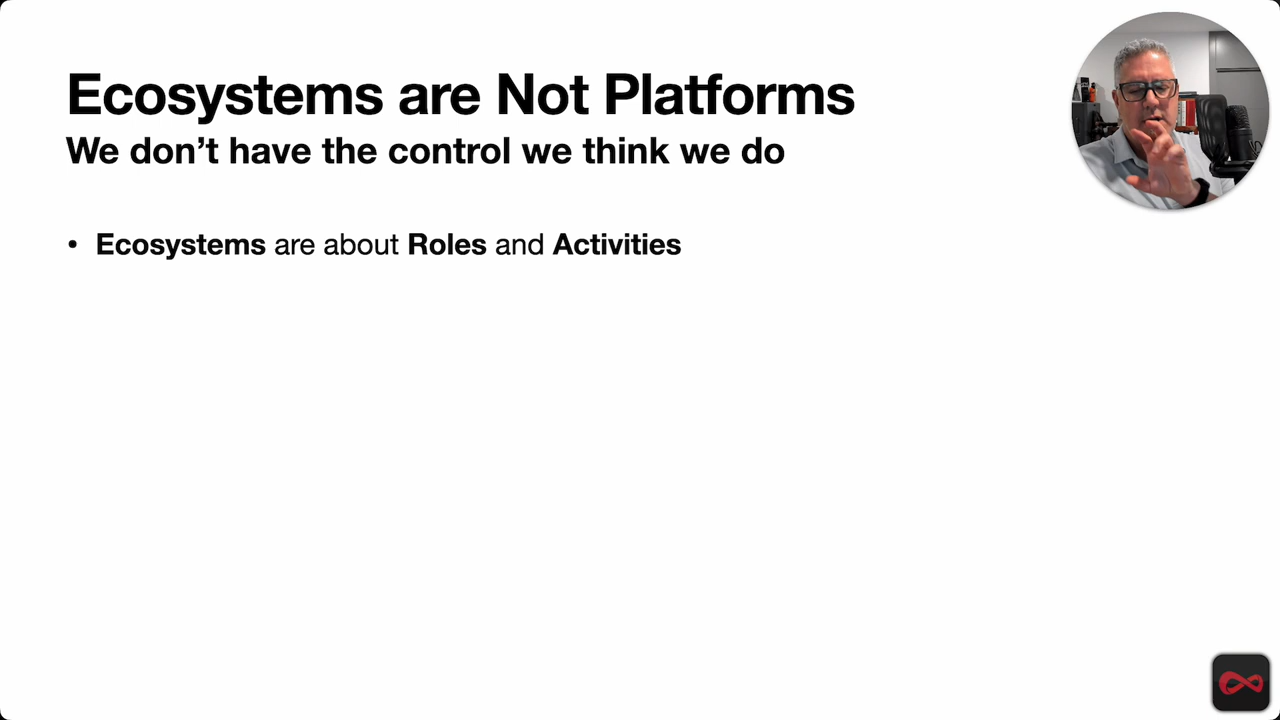 Ecosystems are Not Platforms
We don’t have the control we think we do
• Ecosystems are about Roles and Activities